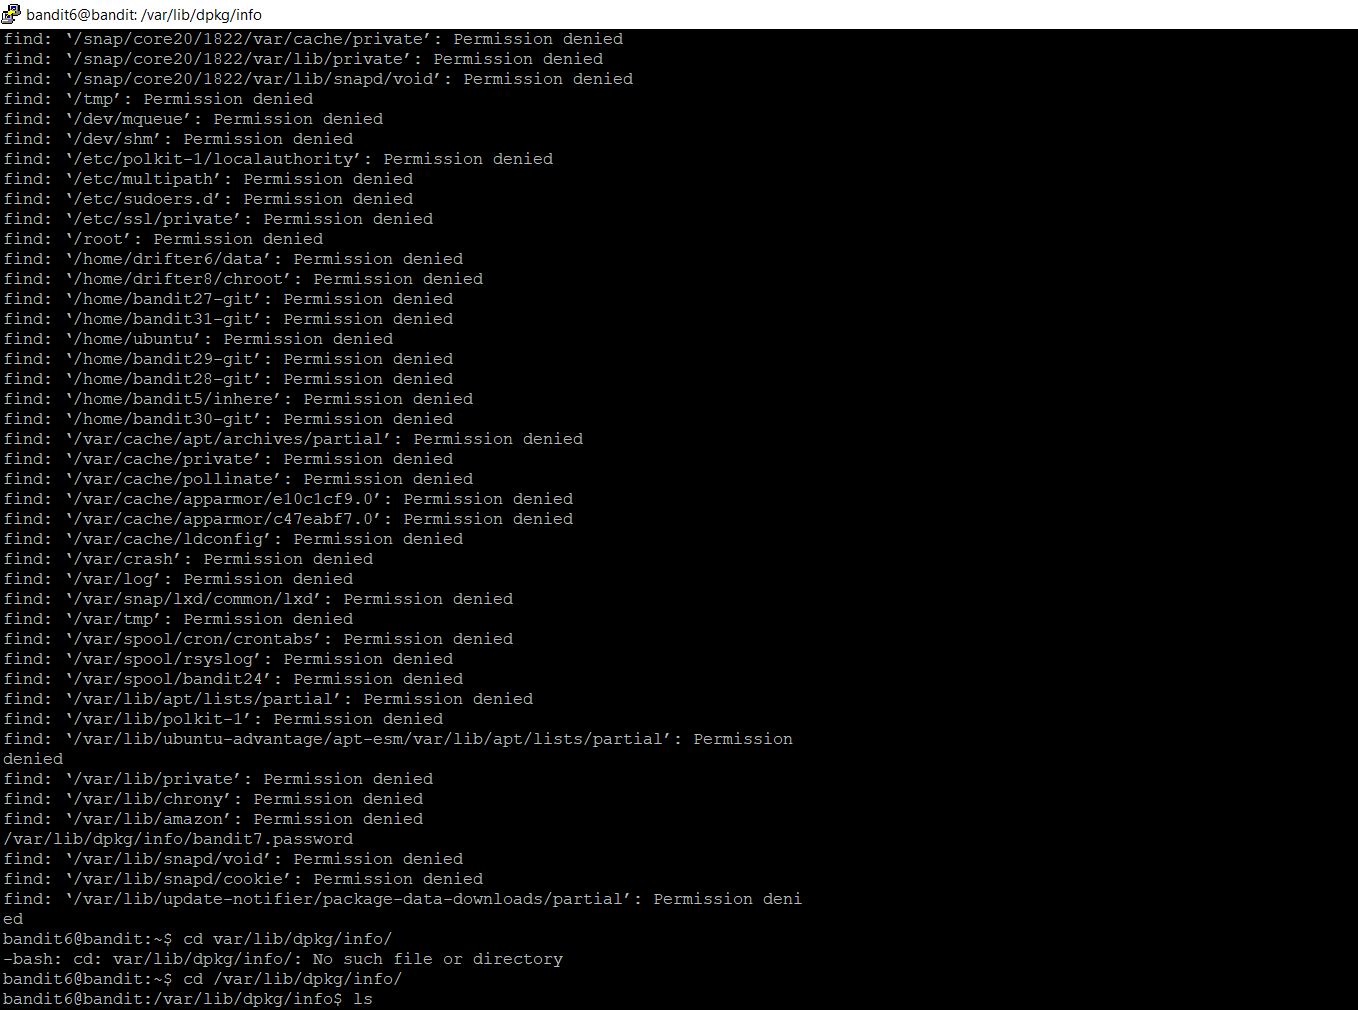 bandit6@bandit: /var/lib/dpkg/info
find: ‘/snap/core20/1822/var/cache/private’: Permission denied
find: ‘/snap/core20/1822/var/lib/private’: Permission denied
find: ‘/snap/core20/1822/var/lib/snapd/void’: Permission denied
find: ‘/tmp’: Permission denied
find: ‘/dev/mqueue’: Permission denied
find: ‘/dev/shm’: Permission denied
find: ‘/etc/polkit-1/localauthority’: Permission denied
find: ‘/etc/multipath’: Permission denied
find: ‘/etc/sudoers.d’: Permission denied
find: ‘/etc/ssl/private’: Permission denied
find: ‘/root’: Permission denied
find: ‘/home/drifter6/data’: Permission denied
find: ‘/home/drifter8/chroot’: Permission denied
find: ‘/home/bandit27-git’: Permission denied
find: ‘/home/bandit31-git’: Permission denied
find: ‘/home/ubuntu’: Permission denied
find: ‘/home/bandit29-git’: Permission denied
find: ‘/home/bandit28-git’: Permission denied
find: ‘/home/bandit5/inhere’: Permission denied
find: ‘/home/bandit30-git’: Permission denied
find: ‘/var/cache/apt/archives/partial’: Permission denied
find: ‘/var/cache/private’: Permission denied
find: ‘/var/cache/pollinate’: Permission denied
find: ‘/var/cache/apparmor/e10c1cf9.0’: Permission denied
find: ‘/var/cache/apparmor/c47eabf7.0’: Permission denied
find: ‘/var/cache/ldconfig’: Permission denied
find: ‘/var/crash’: Permission denied
find: ‘/var/log’: Permission denied
find: ‘/var/snap/lxd/common/lxd’: Permission denied
find: ‘/var/tmp’: Permission denied
find: ‘/var/spool/cron/crontabs’: Permission denied
find: ‘/var/spool/rsyslog’: Permission denied
find: ‘/var/spool/bandit24’: Permission denied
find: ‘/var/lib/apt/lists/partial’: Permission denied
find: ‘/var/lib/polkit-1’: Permission denied
find: ‘/var/lib/ubuntu-advantage/apt-esm/var/lib/apt/lists/partial’: Permission
denied
find: ‘/var/lib/private’: Permission denied
find: ‘/var/lib/chrony’: Permission denied
find: ‘/var/lib/amazon’: Permission denied
/var/lib/dpkg/info/bandit7.password
find: ‘/var/lib/snapd/void’: Permission denied
find: ‘/var/lib/snapd/cookie’: Permission denied
find: ‘/var/lib/update-notifier/package-data-downloads/partial’: Permission deni
ed
bandit6@bandit:~$ cd var/lib/dpkg/info/
-bash: cd: var/lib/dpkg/info/: No such file or directory
bandit6@bandit:~$ cd /var/lib/dpkg/info/
bandit6@bandit:/var/lib/dpkg/info$ ls